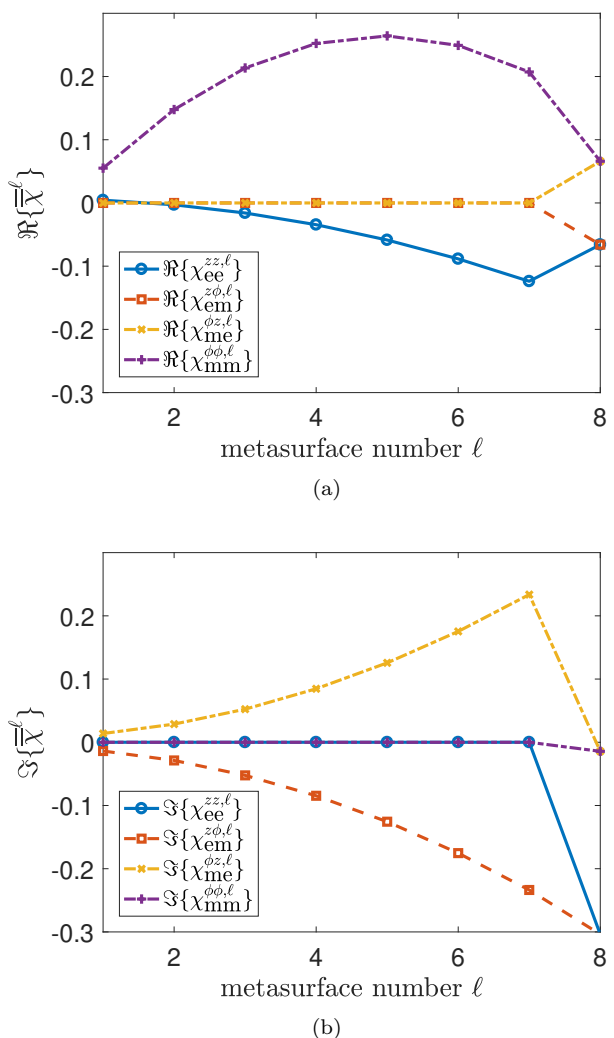 0.2
0.1
0
-0.1
-0.2
-0.3
ℜ{χ̿^ℓ}
ℜ{χ_ee^{zz,ℓ}}
ℜ{χ_em^{zϕ,ℓ}}
ℜ{χ_me^{ϕz,ℓ}}
ℜ{χ_mm^{ϕϕ,ℓ}}
2 4 6 8
metasurface number ℓ
(a)
0.2
0.1
0
-0.1
-0.2
-0.3
ℑ{χ̿^ℓ}
ℑ{χ_ee^{zz,ℓ}}
ℑ{χ_em^{zϕ,ℓ}}
ℑ{χ_me^{ϕz,ℓ}}
ℑ{χ_mm^{ϕϕ,ℓ}}
2 4 6 8
metasurface number ℓ
(b)